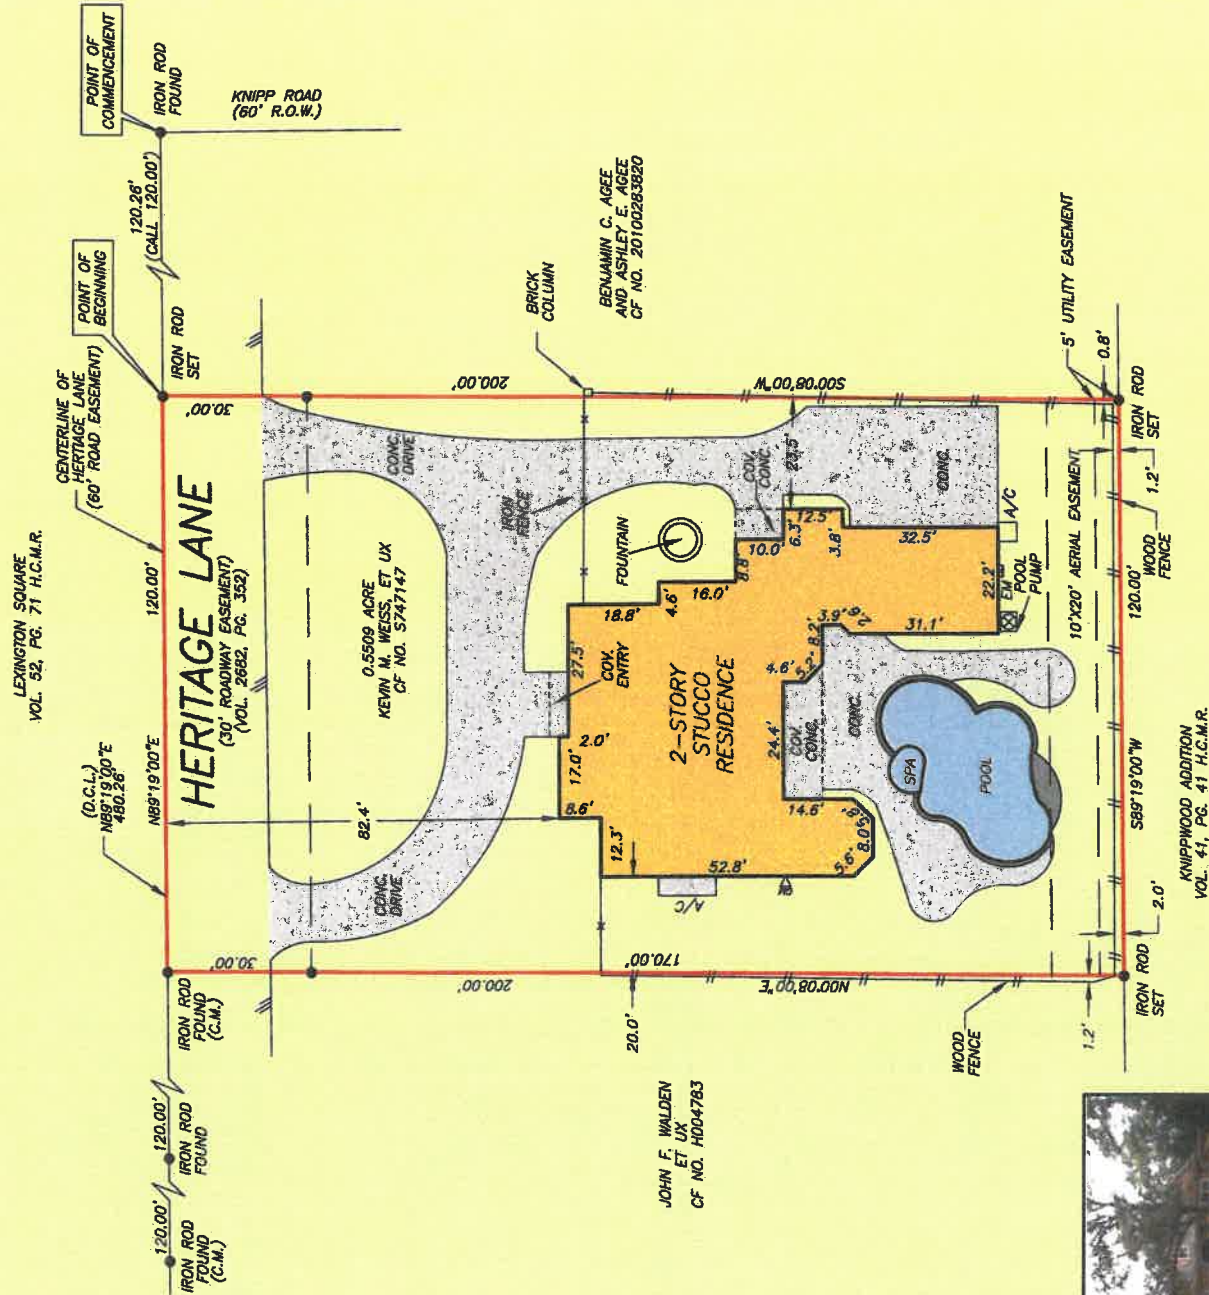 LEXINGTON SQUARE
VOL. 52, PG. 71 H.C.M.R.
POINT OF
COMMENCEMENT
IRON ROD
FOUND
KNIPP ROAD
(60' R.O.W.)
120.26'
(CALL 120.00')
POINT OF
BEGINNING
IRON ROD
SET
CENTERLINE OF
HERITAGE LANE
(60' ROAD EASEMENT)
(D.C.L.)
N89°19'00"E
480.26'
N89°19'00"E
120.00'
HERITAGE LANE
(30' ROADWAY EASEMENT)
(VOL. 2682, PG. 352)
30.00'
30.00'
120.00'
120.00'
IRON ROD
FOUND
(C.M.)
IRON ROD
FOUND
IRON ROD
FOUND
(C.M.)
0.5509 ACRE
KEVIN M. WEISS, ET UX
CF NO. S747147
82.4'
CONC.
DRIVE
CONC.
DRIVE
IRON
FENCE
200.00'
200.00'
BRICK
COLUMN
BENJAMIN C. AGEE
AND ASHLEY E. AGEE
CF NO. 20100283820
S00°08'00"W
FOUNTAIN
COV.
CONC.
23.5'
CONC.
COV.
ENTRY
2-STORY
STUCCO
RESIDENCE
27.5'
18.8'
4.6'
16.0'
8.8'
10.0'
6.3'
12.5'
3.8'
32.5'
22.2'
31.1'
3.9'
8.2'
5.2'
4.6'
24.4'
14.6'
8.0'
5.6'
52.8'
12.3'
8.6'
17.0'
2.0'
A/C
EM
POOL
PUMP
A/C
COV.
CONC.
CONC.
SPA
POOL
170.00'
N00°08'00"E
20.0'
JOHN F. WALDEN
ET UX
CF NO. H004783
WOOD
FENCE
1.2'
IRON ROD
SET
2.0'
S89°19'00"W
120.00'
10'X20' AERIAL EASEMENT
5' UTILITY EASEMENT
0.8'
IRON ROD
SET
1.2'
WOOD
FENCE
KNIPPWOOD ADDITION
VOL. 41, PG. 41 H.C.M.R.